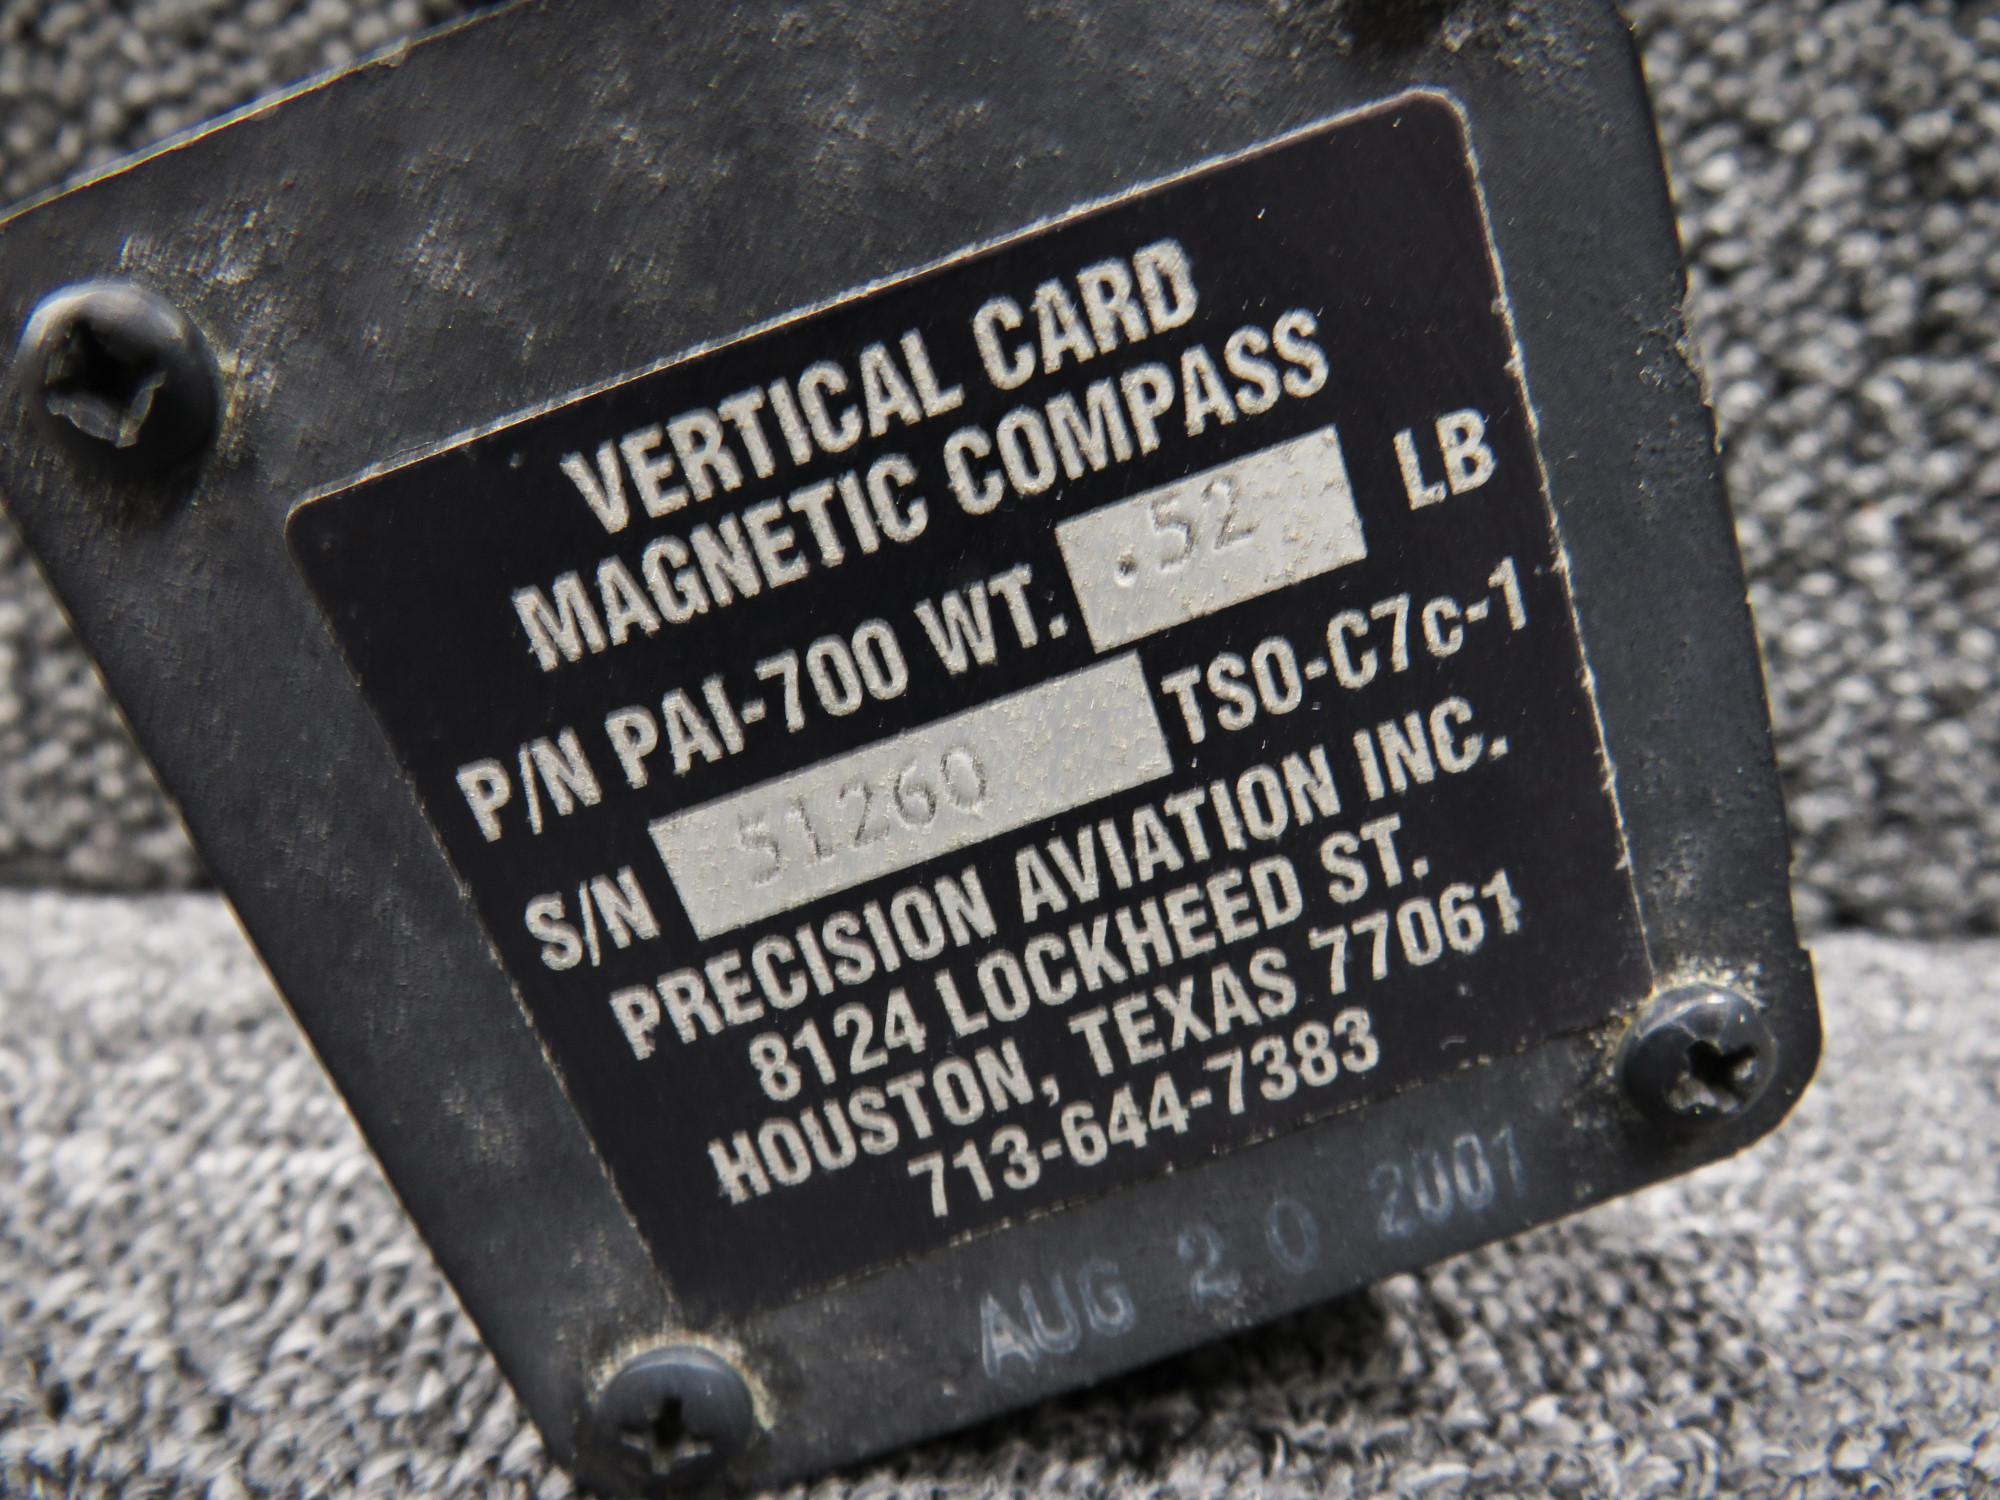 VERTICAL CARD
MAGNETIC COMPASS
P/N PAI-700 WT. .52 LB
S/N 51260 TSO-C7c-1
PRECISION AVIATION INC.
8124 LOCKHEED ST.
HOUSTON, TEXAS 77061
713-644-7383
AUG 20 2001